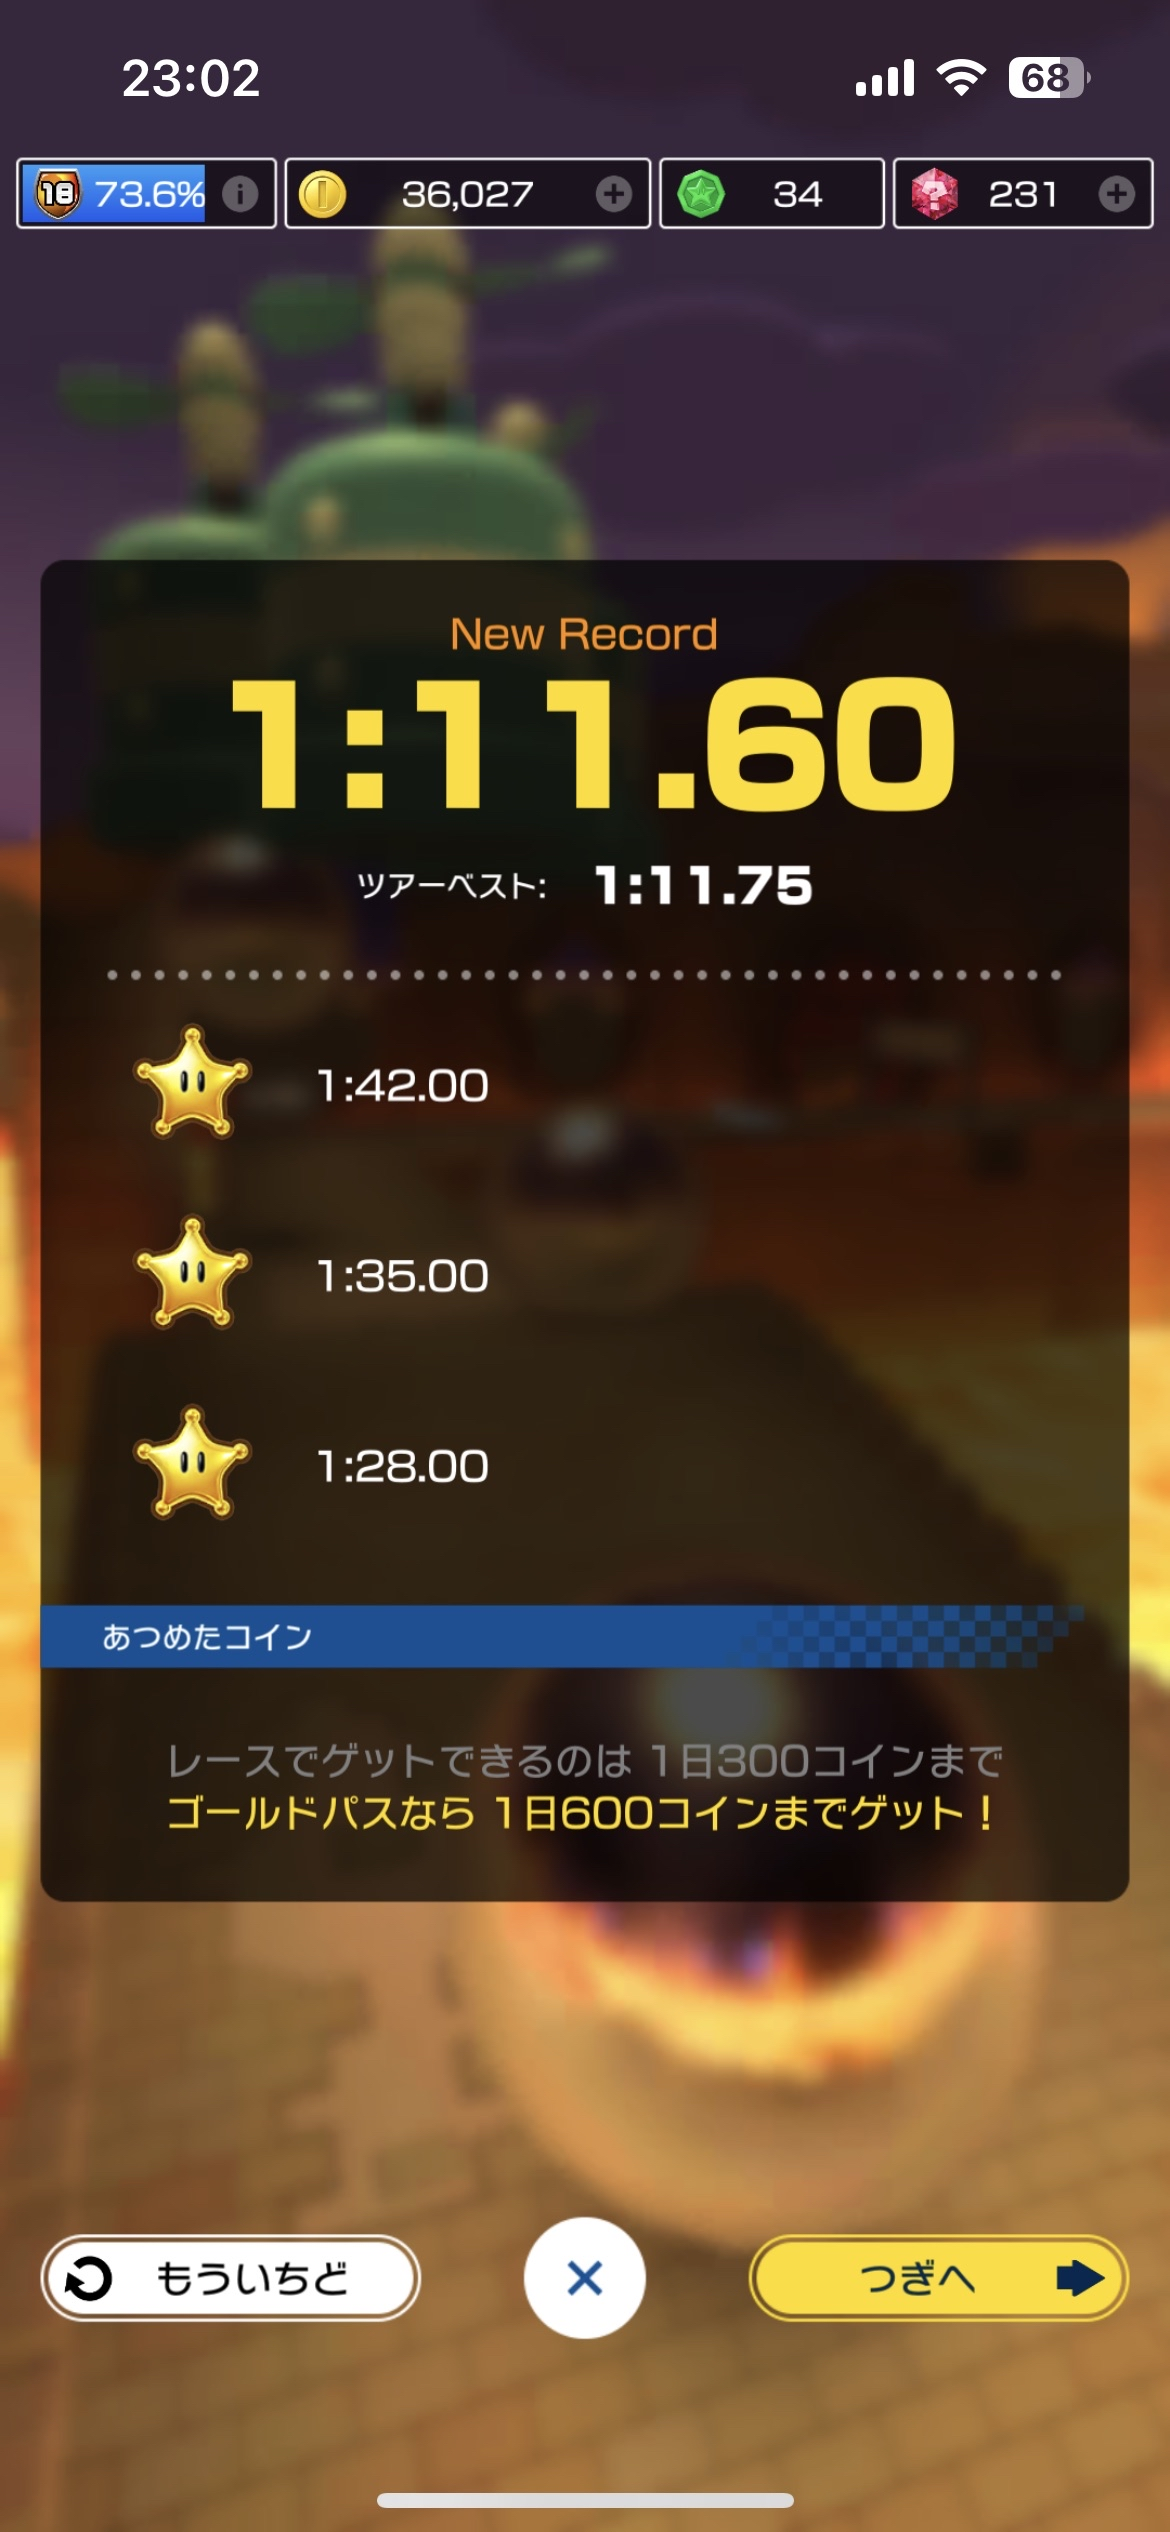 23:02
68
18 73.6% i
36,027 +
34
231 +
New Record
1:11.60
ツアーベスト: 1:11.75
1:42.00
1:35.00
1:28.00
あつめたコイン
レースでゲットできるのは 1日300コインまで
ゴールドパスなら 1日600コインまでゲット！
もういちど
つぎへ